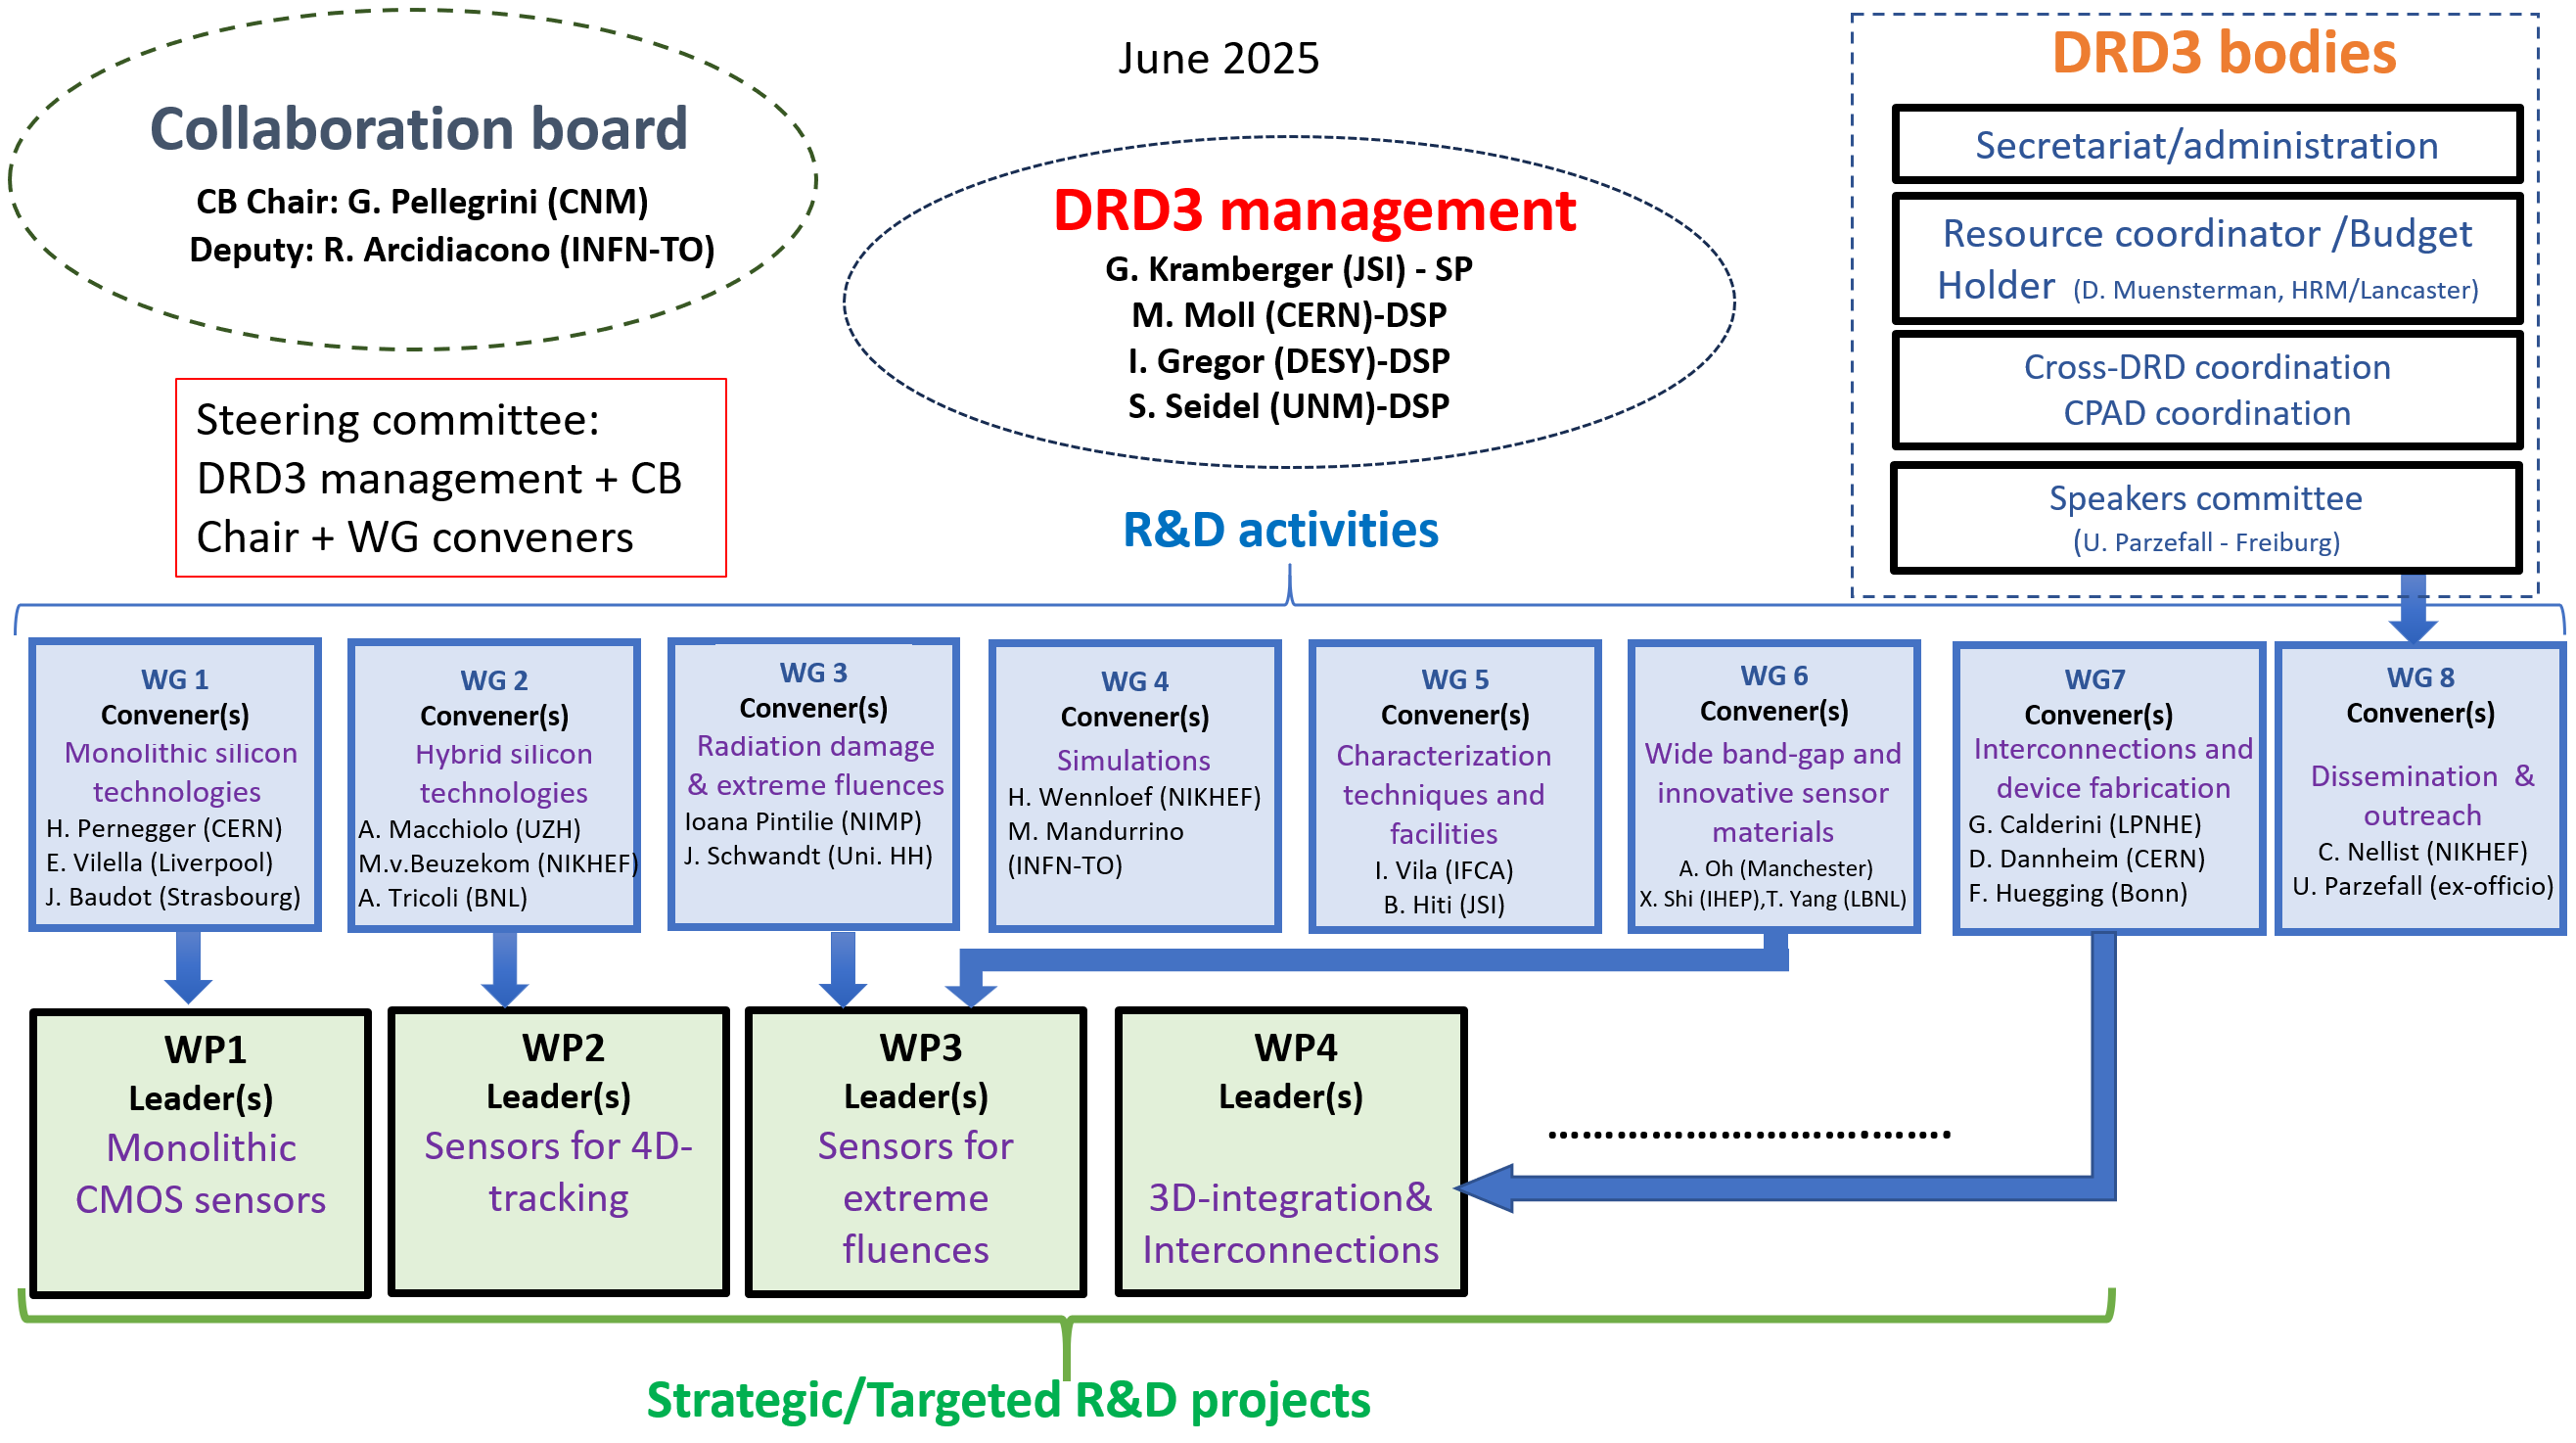 June 2025
Collaboration board
CB Chair: G. Pellegrini (CNM)
Deputy: R. Arcidiacono (INFN-TO)
Steering committee:
DRD3 management + CB
Chair + WG conveners
DRD3 management
G. Kramberger (JSI) - SP
M. Moll (CERN)-DSP
I. Gregor (DESY)-DSP
S. Seidel (UNM)-DSP
DRD3 bodies
Secretariat/administration
Resource coordinator /Budget
Holder (D. Muensterman, HRM/Lancaster)
Cross-DRD coordination
CPAD coordination
Speakers committee
(U. Parzefall - Freiburg)
R&D activities
WG 1
Convener(s)
Monolithic silicon
technologies
H. Pernegger (CERN)
E. Vilella (Liverpool)
J. Baudot (Strasbourg)
WG 2
Convener(s)
Hybrid silicon
technologies
A. Macchiolo (UZH)
M.v.Beuzekom (NIKHEF)
A. Tricoli (BNL)
WG 3
Convener(s)
Radiation damage
& extreme fluences
Ioana Pintilie (NIMP)
J. Schwandt (Uni. HH)
WG 4
Convener(s)
Simulations
H. Wennloef (NIKHEF)
M. Mandurrino
(INFN-TO)
WG 5
Convener(s)
Characterization
techniques and
facilities
I. Vila (IFCA)
B. Hiti (JSI)
WG 6
Convener(s)
Wide band-gap and
innovative sensor
materials
A. Oh (Manchester)
X. Shi (IHEP),T. Yang (LBNL)
WG7
Convener(s)
Interconnections and
device fabrication
G. Calderini (LPNHE)
D. Dannheim (CERN)
F. Huegging (Bonn)
WG 8
Convener(s)
Dissemination &
outreach
C. Nellist (NIKHEF)
U. Parzefall (ex-officio)
WP1
Leader(s)
Monolithic
CMOS sensors
WP2
Leader(s)
Sensors for 4D-
tracking
WP3
Leader(s)
Sensors for
extreme
fluences
WP4
Leader(s)
3D-integration&
Interconnections
Strategic/Targeted R&D projects